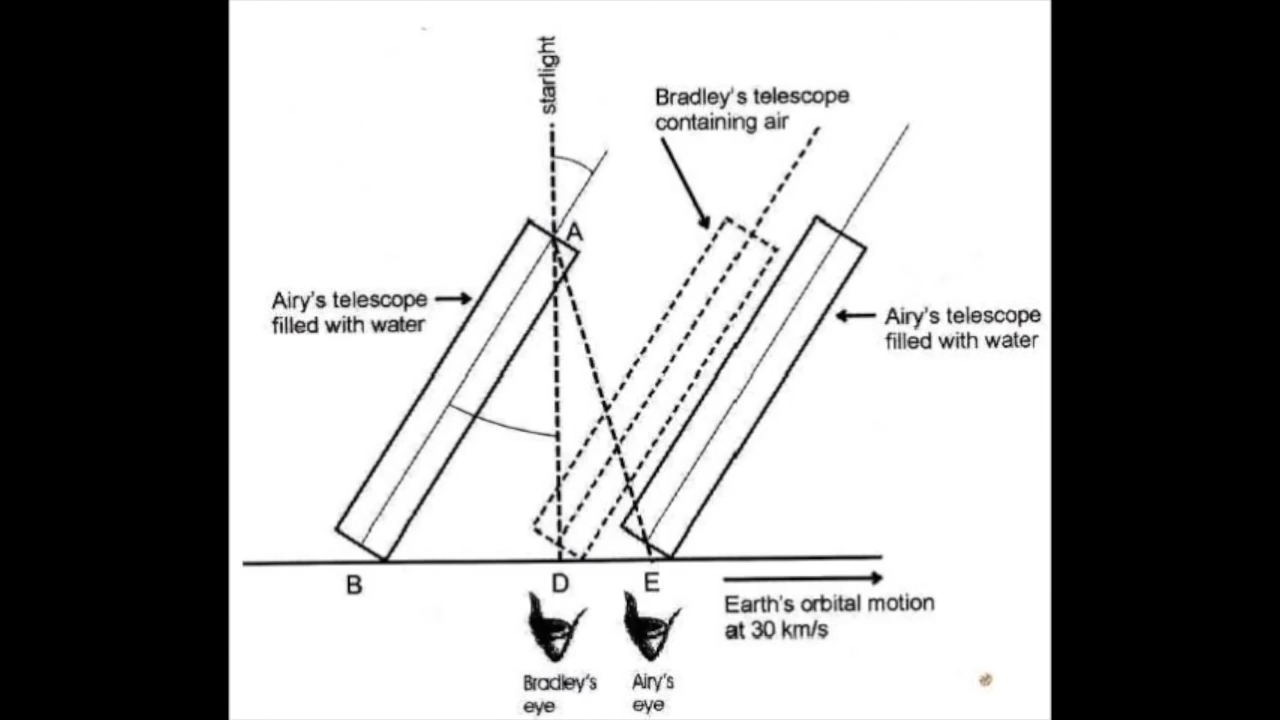 starlight
Bradley's telescope
containing air
A
Airy's telescope
filled with water
Airy's telescope
filled with water
B
D
E
Earth's orbital motion
at 30 km/s
Bradley's
eye
Airy's
eye